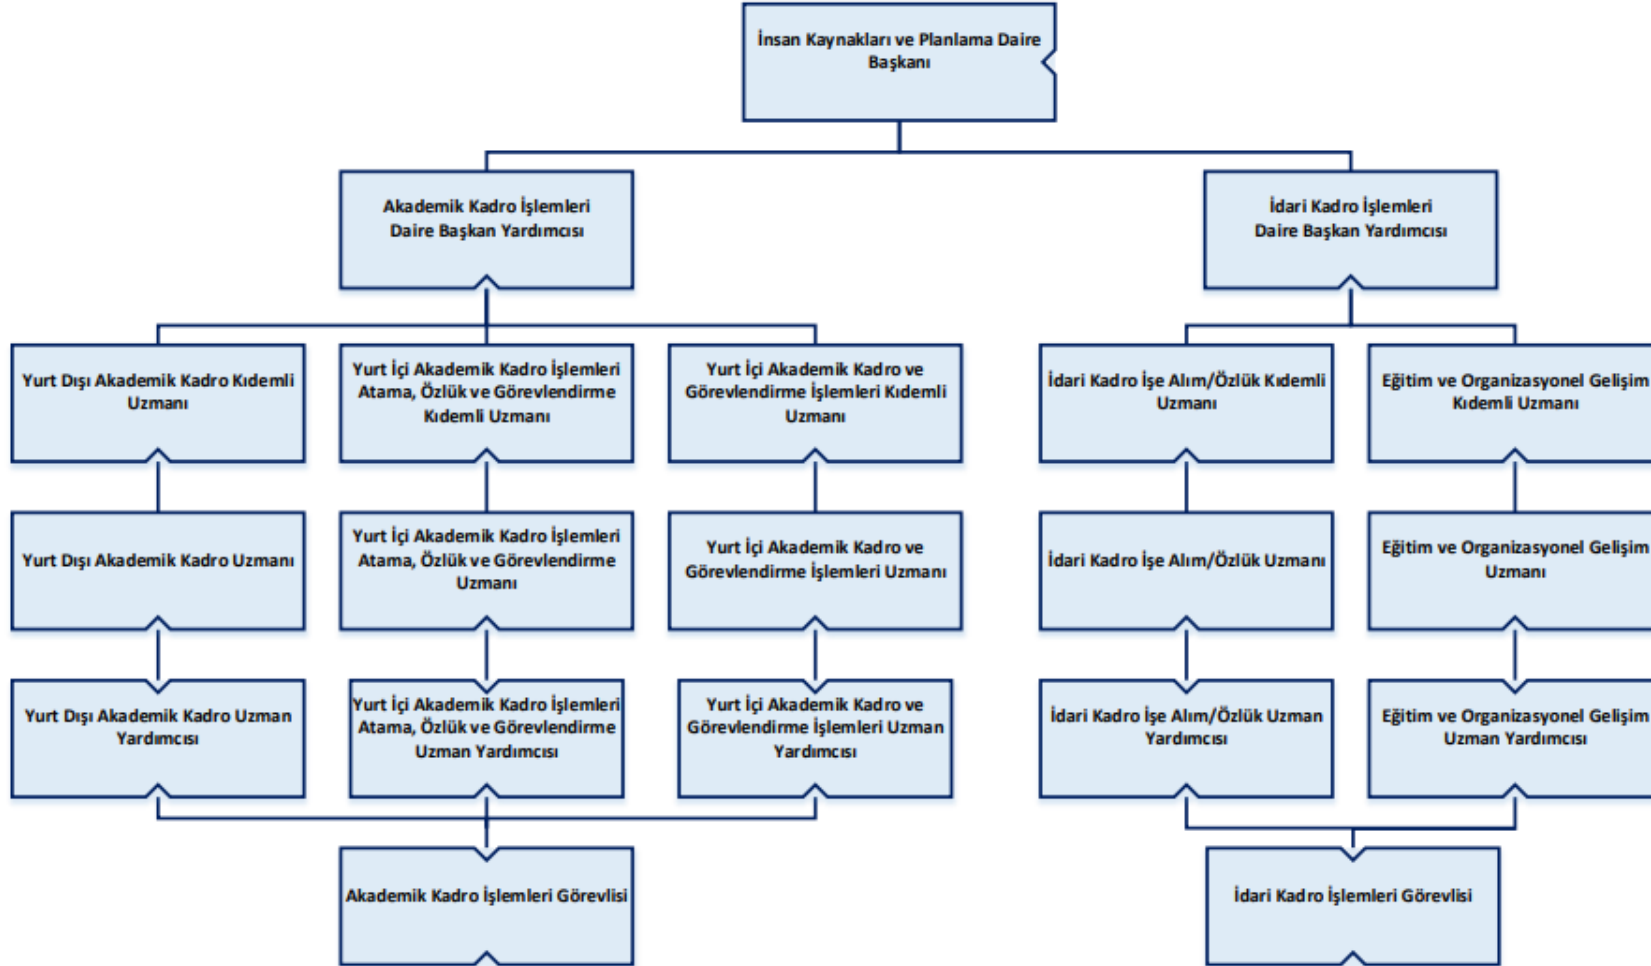 İnsan Kaynakları ve Planlama Daire
Başkanı
Akademik Kadro İşlemleri
Daire Başkan Yardımcısı
İdari Kadro İşlemleri
Daire Başkan Yardımcısı
Yurt Dışı Akademik Kadro Kıdemli
Uzmanı
Yurt İçi Akademik Kadro İşlemleri
Atama, Özlük ve Görevlendirme
Kıdemli Uzmanı
Yurt İçi Akademik Kadro ve
Görevlendirme İşlemleri Kıdemli
Uzmanı
İdari Kadro İşe Alım/Özlük Kıdemli
Uzmanı
Eğitim ve Organizasyonel Gelişim
Kıdemli Uzmanı
Yurt Dışı Akademik Kadro Uzmanı
Yurt İçi Akademik Kadro İşlemleri
Atama, Özlük ve Görevlendirme
Uzmanı
Yurt İçi Akademik Kadro ve
Görevlendirme İşlemleri Uzmanı
İdari Kadro İşe Alım/Özlük Uzmanı
Eğitim ve Organizasyonel Gelişim
Uzmanı
Yurt Dışı Akademik Kadro Uzman
Yardımcısı
Yurt İçi Akademik Kadro İşlemleri
Atama, Özlük ve Görevlendirme
Uzman Yardımcısı
Yurt İçi Akademik Kadro ve
Görevlendirme İşlemleri Uzman
Yardımcısı
İdari Kadro İşe Alım/Özlük Uzman
Yardımcısı
Eğitim ve Organizasyonel Gelişim
Uzman Yardımcısı
Akademik Kadro İşlemleri Görevlisi
İdari Kadro İşlemleri Görevlisi